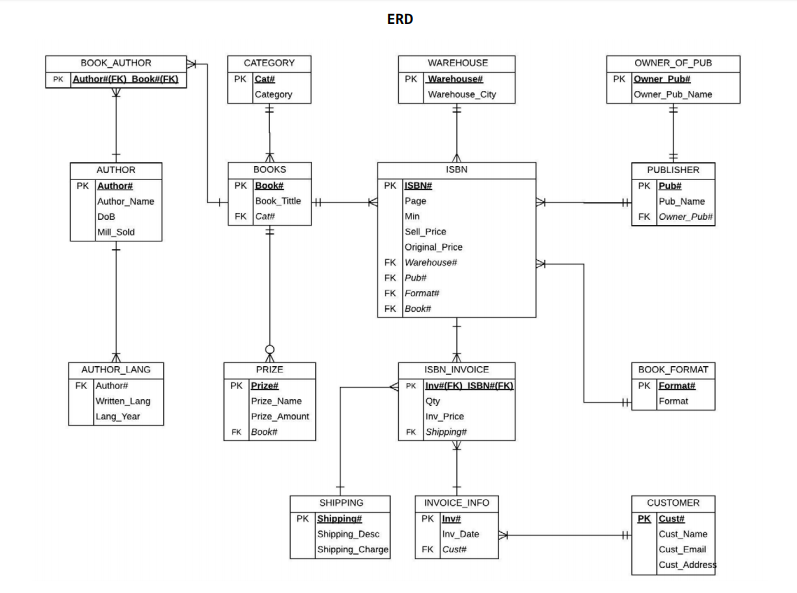 ERD
BOOK_AUTHOR
PK Author#(FK) Book#(FK)
CATEGORY
PK Cat#
Category
WAREHOUSE
PK Warehouse#
Warehouse_City
OWNER_OF_PUB
PK Owner_Pub#
Owner_Pub_Name
AUTHOR
PK Author#
Author_Name
DoB
Mill_Sold
BOOKS
PK Book#
Book_Tittle
FK Cat#
ISBN
PK ISBN#
Page
Min
Sell_Price
Original_Price
FK Warehouse#
FK Pub#
FK Format#
FK Book#
PUBLISHER
PK Pub#
Pub_Name
FK Owner_Pub#
AUTHOR_LANG
FK Author#
Written_Lang
Lang_Year
PRIZE
PK Prize#
Prize_Name
Prize_Amount
FK Book#
ISBN_INVOICE
PK Inv#(FK) ISBN#(FK)
Qty
Inv_Price
FK Shipping#
BOOK_FORMAT
PK Format#
Format
SHIPPING
PK Shipping#
Shipping_Desc
Shipping_Charge
INVOICE_INFO
PK Inv#
Inv_Date
FK Cust#
CUSTOMER
PK Cust#
Cust_Name
Cust_Email
Cust_Address